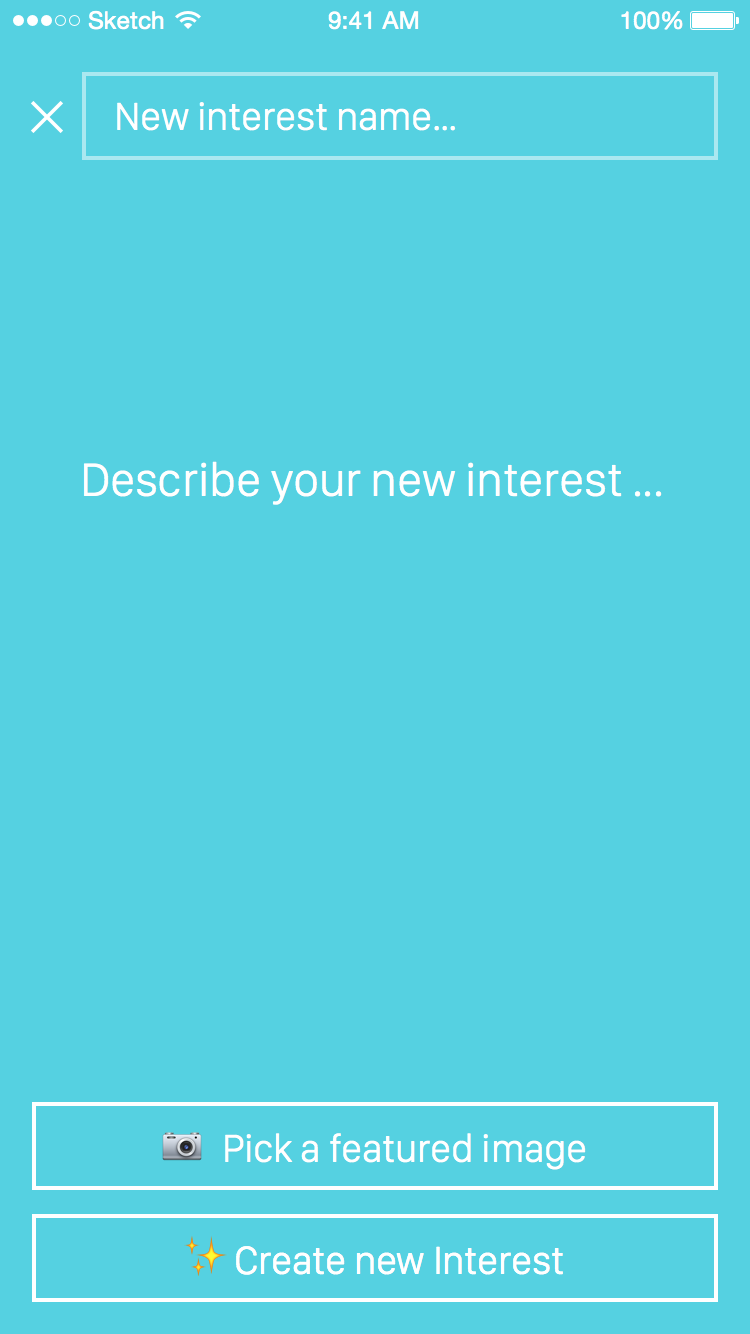 Sketch 9:41 AM 100%
New interest name...
Describe your new interest ...
Pick a featured image
Create new Interest